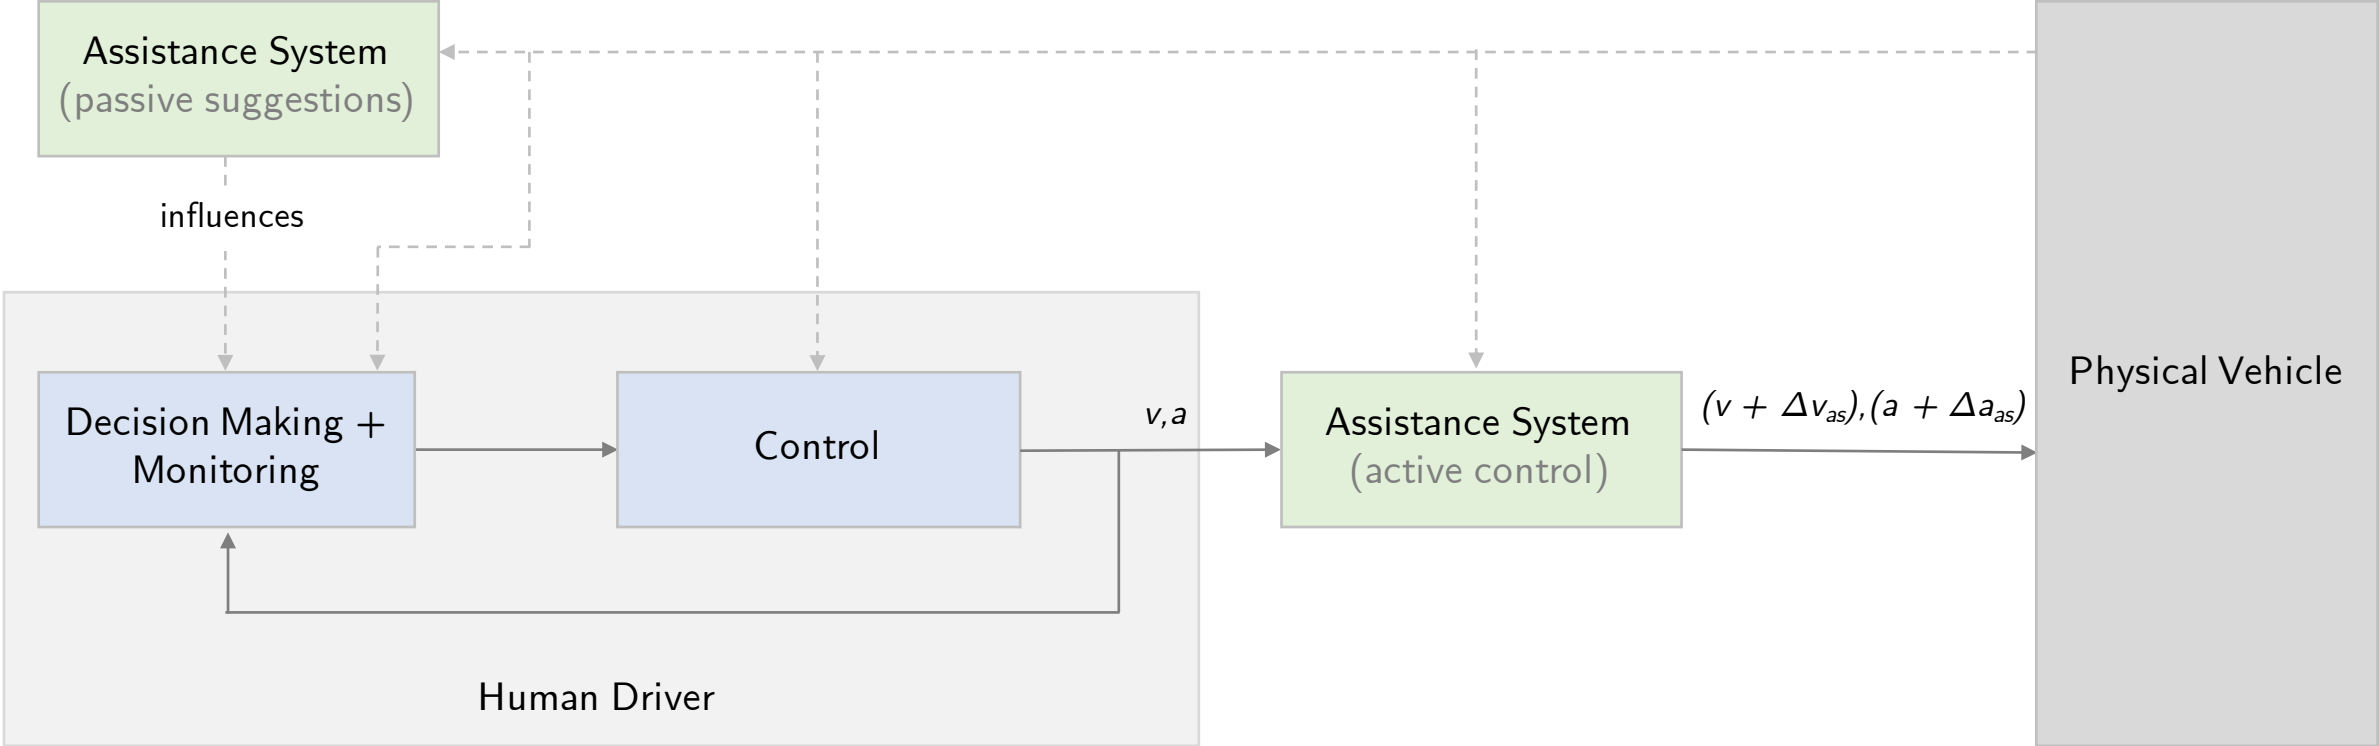 Assistance System
(passive suggestions)
influences
Decision Making +
Monitoring
Control
v,a
Assistance System
(active control)
(v + Δvas),(a + Δaas)
Physical Vehicle
Human Driver